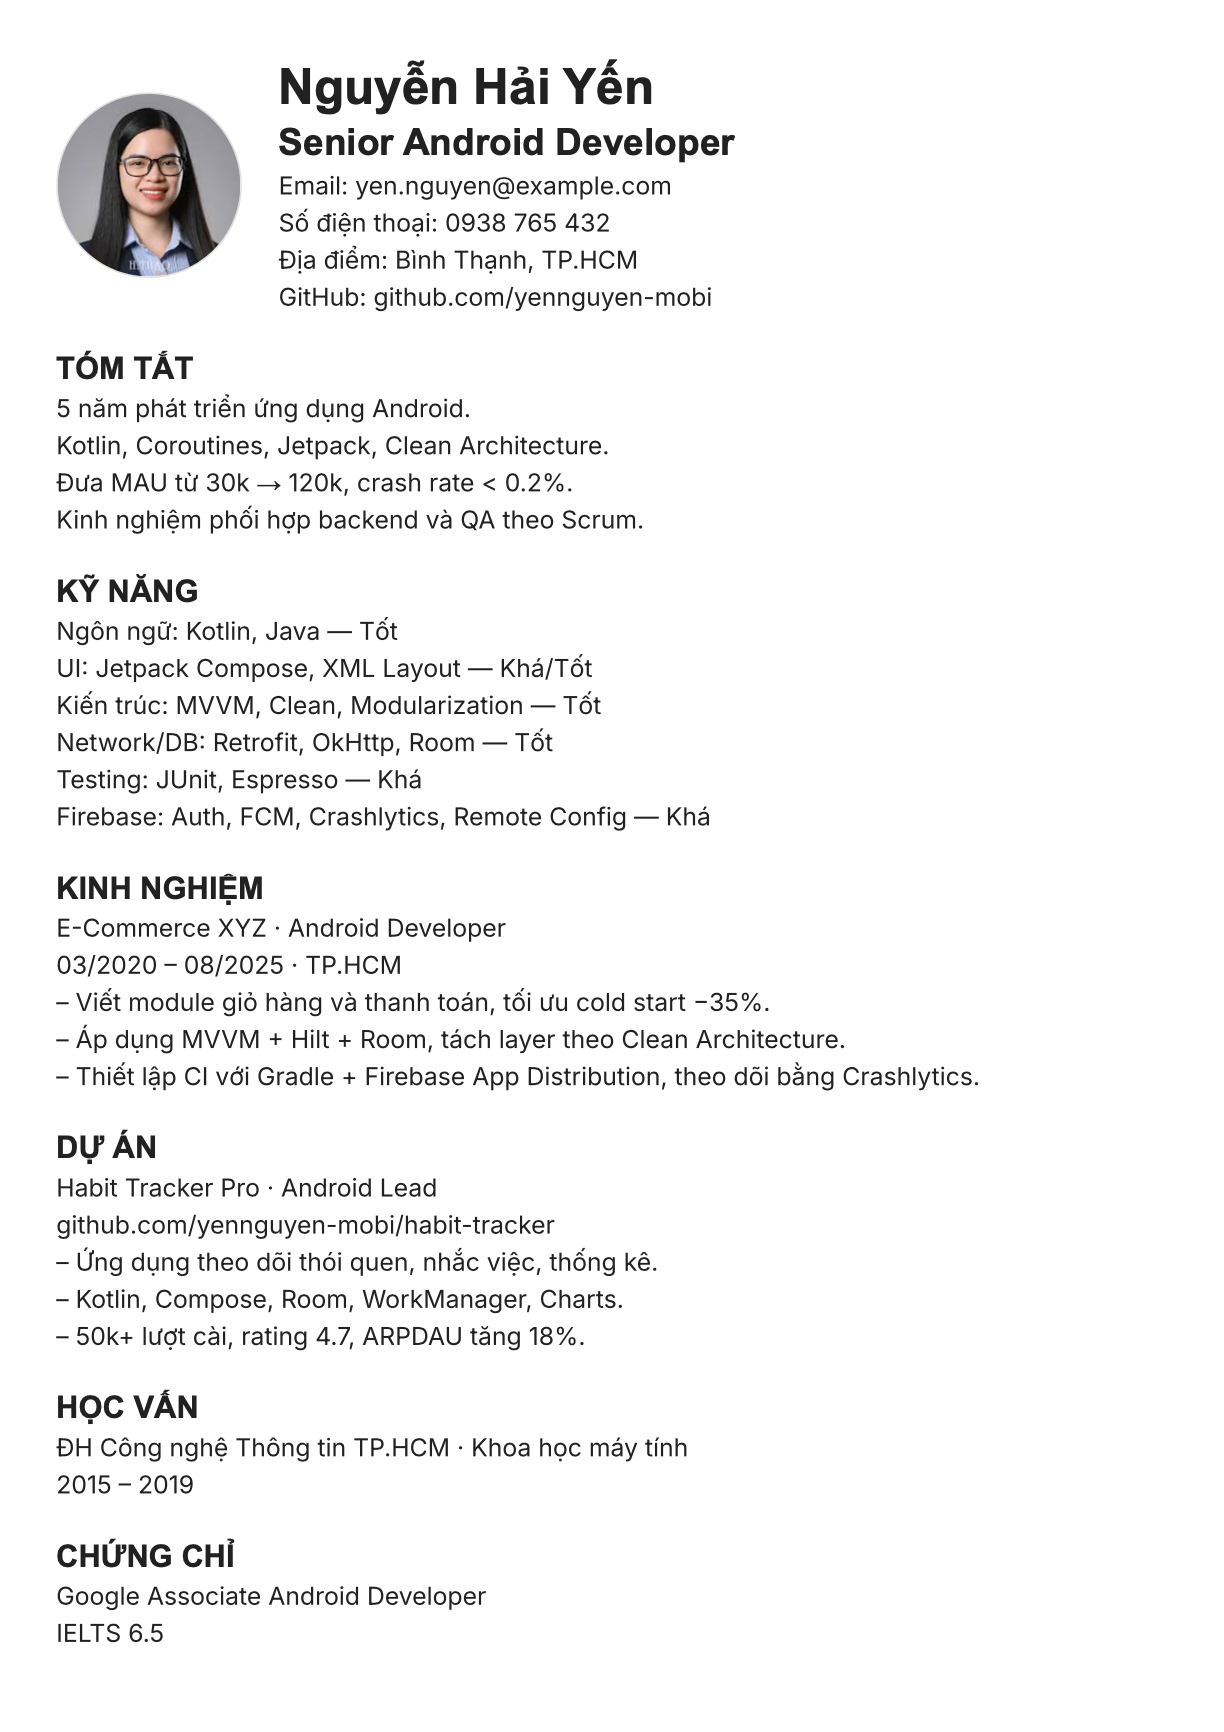 Nguyễn Hải Yến
Senior Android Developer
Email: yen.nguyen@example.com
Số điện thoại: 0938 765 432
Địa điểm: Bình Thạnh, TP.HCM
GitHub: github.com/yennguyen-mobi
TÓM TẮT
5 năm phát triển ứng dụng Android.
Kotlin, Coroutines, Jetpack, Clean Architecture.
Đưa MAU từ 30k → 120k, crash rate < 0.2%.
Kinh nghiệm phối hợp backend và QA theo Scrum.
KỸ NĂNG
Ngôn ngữ: Kotlin, Java — Tốt
UI: Jetpack Compose, XML Layout — Khá/Tốt
Kiến trúc: MVVM, Clean, Modularization — Tốt
Network/DB: Retrofit, OkHttp, Room — Tốt
Testing: JUnit, Espresso — Khá
Firebase: Auth, FCM, Crashlytics, Remote Config — Khá
KINH NGHIỆM
E-Commerce XYZ · Android Developer
03/2020 – 08/2025 · TP.HCM
– Viết module giỏ hàng và thanh toán, tối ưu cold start −35%.
– Áp dụng MVVM + Hilt + Room, tách layer theo Clean Architecture.
– Thiết lập CI với Gradle + Firebase App Distribution, theo dõi bằng Crashlytics.
DỰ ÁN
Habit Tracker Pro · Android Lead
github.com/yennguyen-mobi/habit-tracker
– Ứng dụng theo dõi thói quen, nhắc việc, thống kê.
– Kotlin, Compose, Room, WorkManager, Charts.
– 50k+ lượt cài, rating 4.7, ARPDAU tăng 18%.
HỌC VẤN
ĐH Công nghệ Thông tin TP.HCM · Khoa học máy tính
2015 – 2019
CHỨNG CHỈ
Google Associate Android Developer
IELTS 6.5